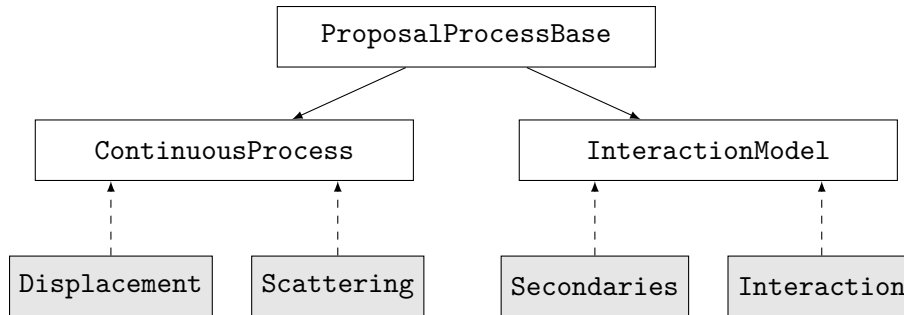 ProposalProcessBase
ContinuousProcess
InteractionModel
Displacement
Scattering
Secondaries
Interaction